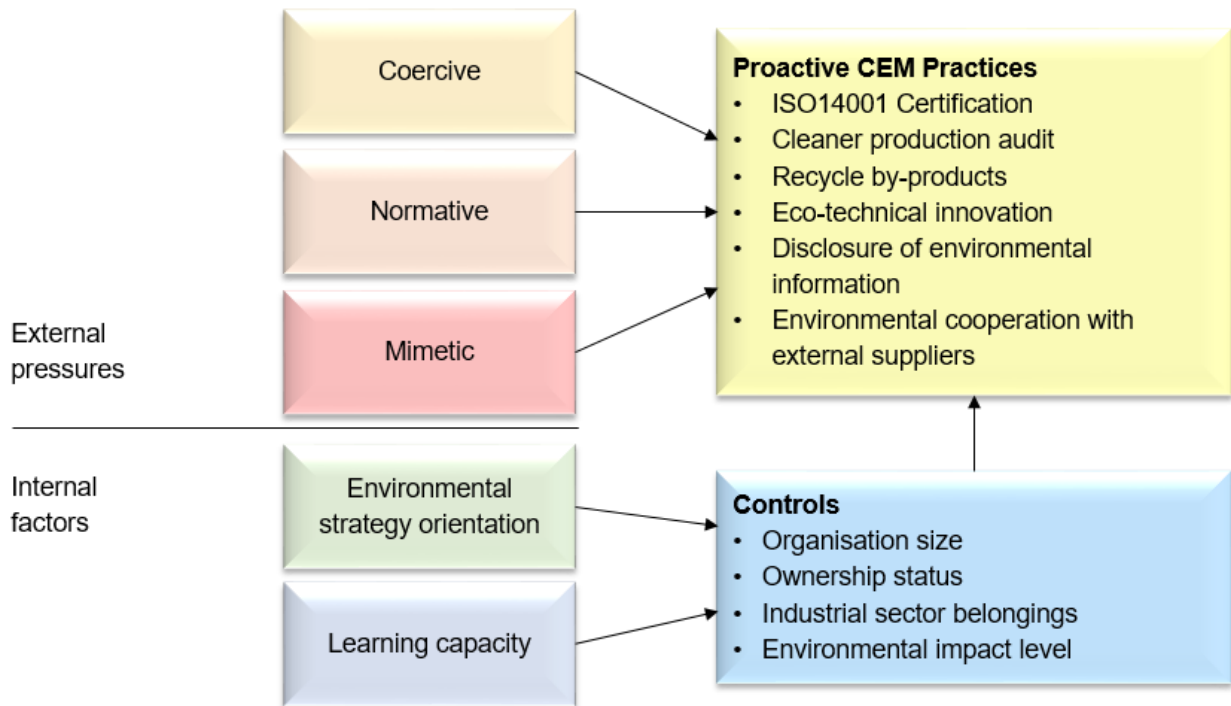 Coercive
Normative
Mimetic
External
pressures
Internal
factors
Environmental
strategy orientation
Learning capacity
Proactive CEM Practices
• ISO14001 Certification
• Cleaner production audit
• Recycle by-products
• Eco-technical innovation
• Disclosure of environmental
information
• Environmental cooperation with
external suppliers
Controls
• Organisation size
• Ownership status
• Industrial sector belongings
• Environmental impact level